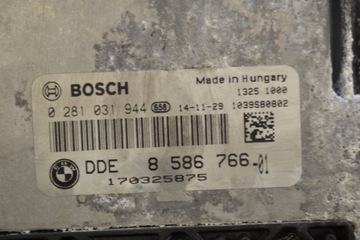 BOSCH
Made in Hungary
1325 1000
0 281 031 944 658 14-11-29 1039S80802
DDE 8 586 766-01
170325875